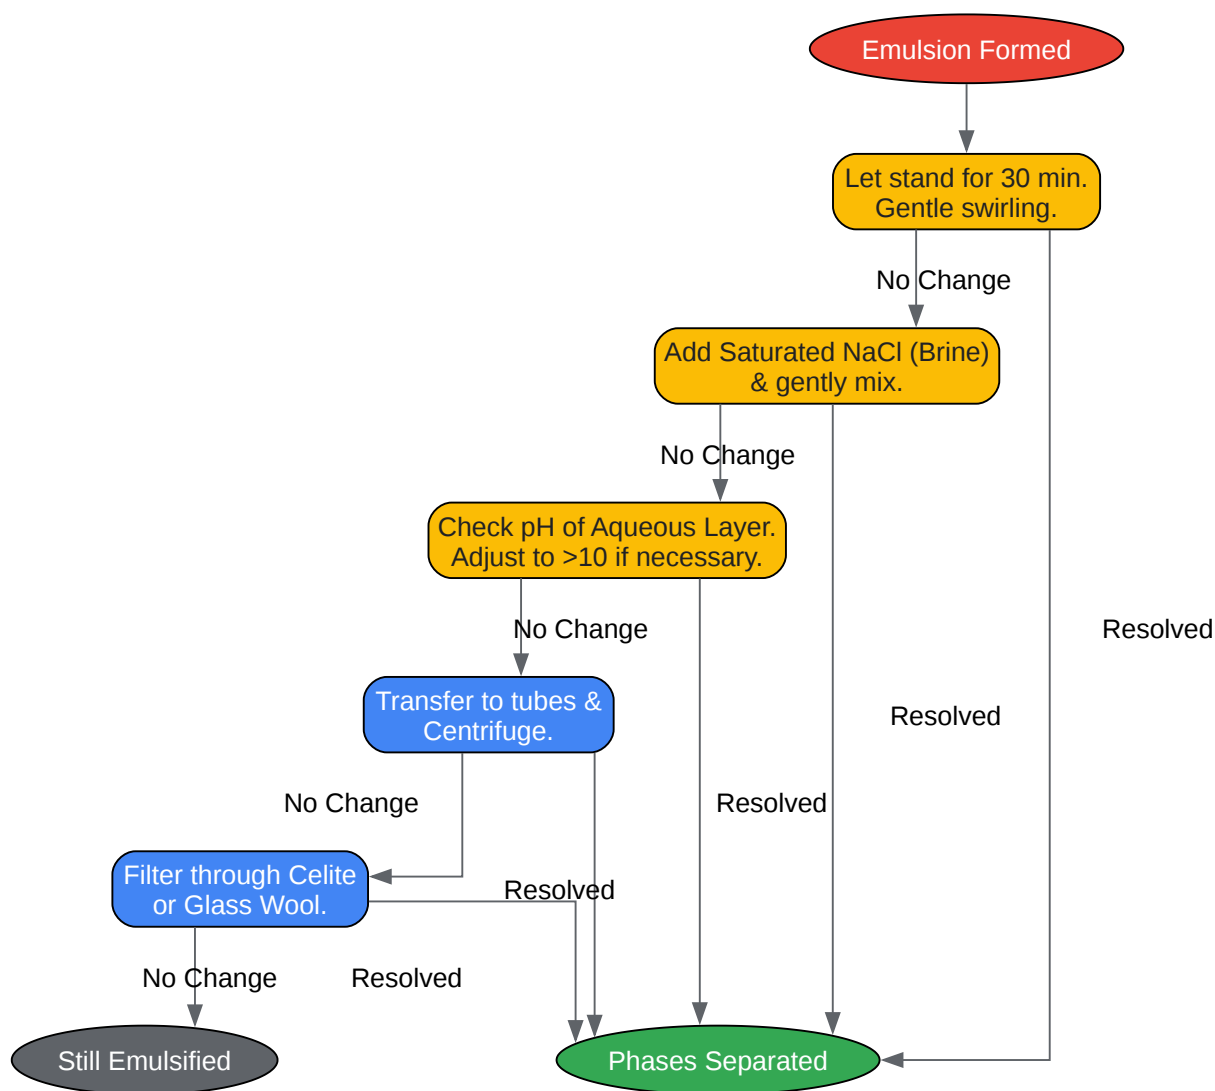 Emulsion Formed
Let stand for 30 min.
Gentle swirling.
No Change
Add Saturated NaCl (Brine)
& gently mix.
No Change
Check pH of Aqueous Layer.
Adjust to >10 if necessary.
No Change
Resolved
Transfer to tubes &
Centrifuge.
Resolved
No Change
Resolved
Filter through Celite
or Glass Wool.
Resolved
No Change
Resolved
Still Emulsified
Phases Separated